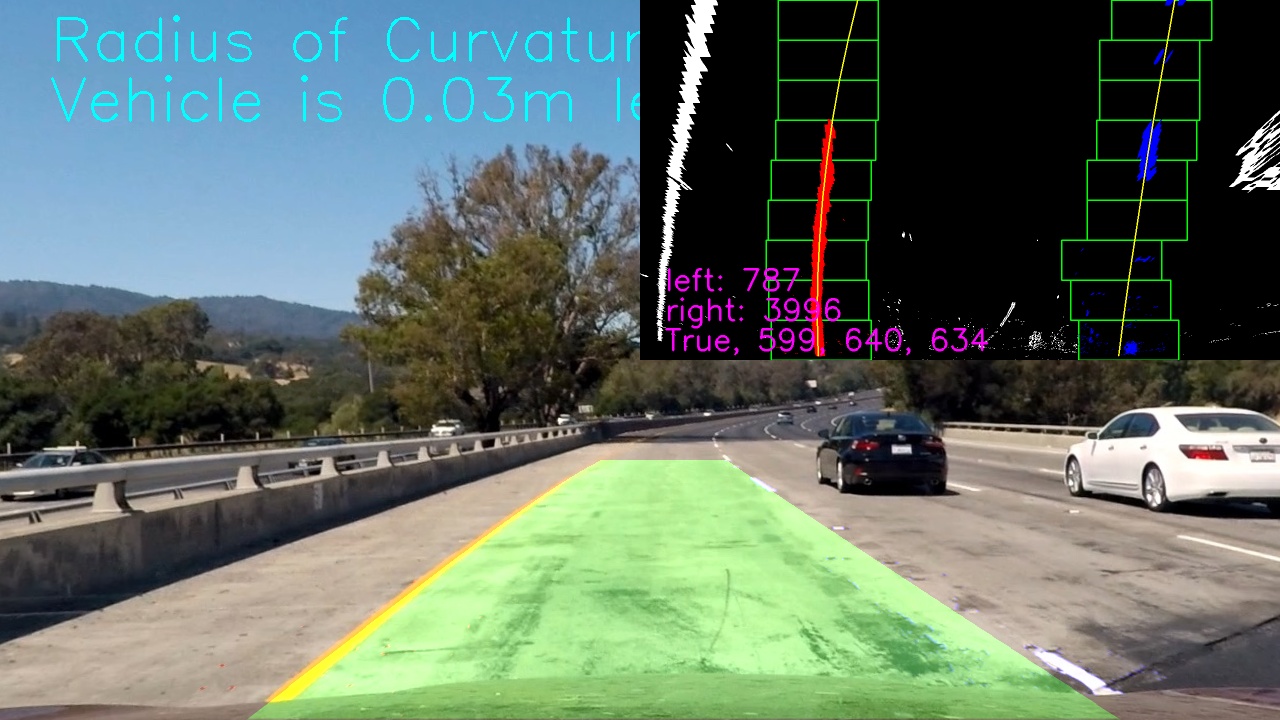 Radius of Curvatur
Vehicle is 0.03m le
left: 787
right: 3996
True, 599, 640, 634